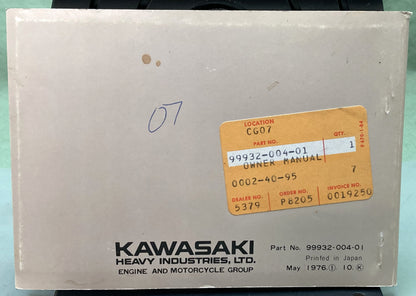 07
LOCATION
CG07
PART NO. QTY.
99932-004-01 1
OWNER MANUAL
0002-40-95 7
DEALER NO. ORDER NO. INVOICE NO.
5379 P8205 0019250
KAWASAKI
HEAVY INDUSTRIES, LTD.
ENGINE AND MOTORCYCLE GROUP
Part No. 99932-004-01
Printed in Japan
May 1976.①. 10.Ⓚ